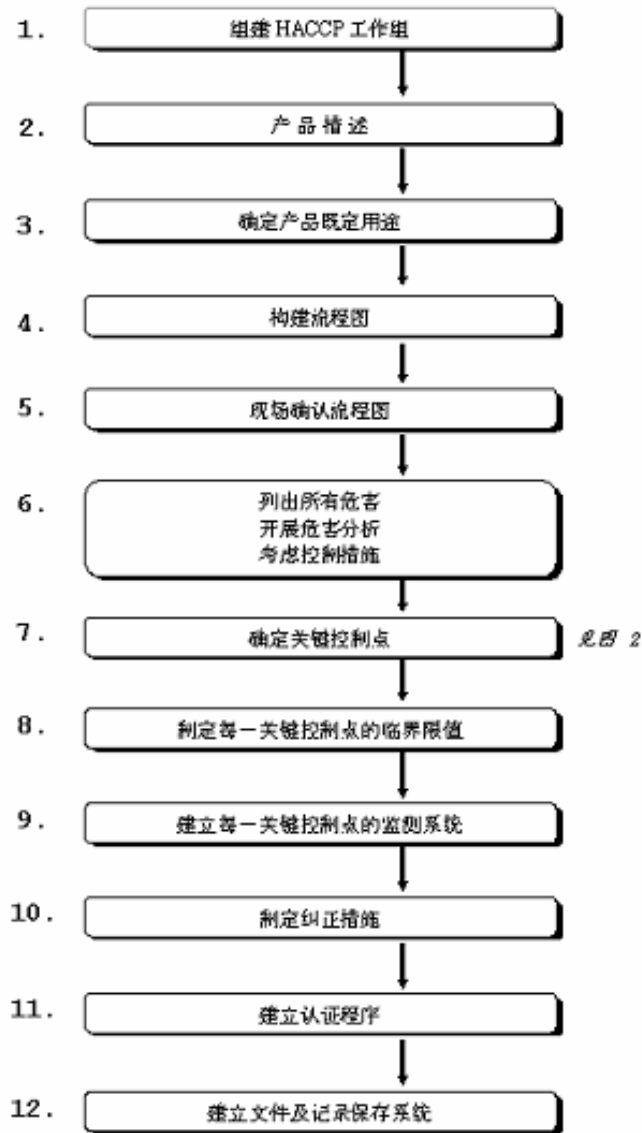 1. 组建 HACCP 工作组
2. 产品描述
3. 确定产品既定用途
4. 构建流程图
5. 现场确认流程图
6. 列出所有危害
开展危害分析
考虑控制措施
7. 确定关键控制点 见图 2
8. 制定每一关键控制点的临界限值
9. 建立每一关键控制点的监测系统
10. 制定纠正措施
11. 建立认证程序
12. 建立文件及记录保存系统